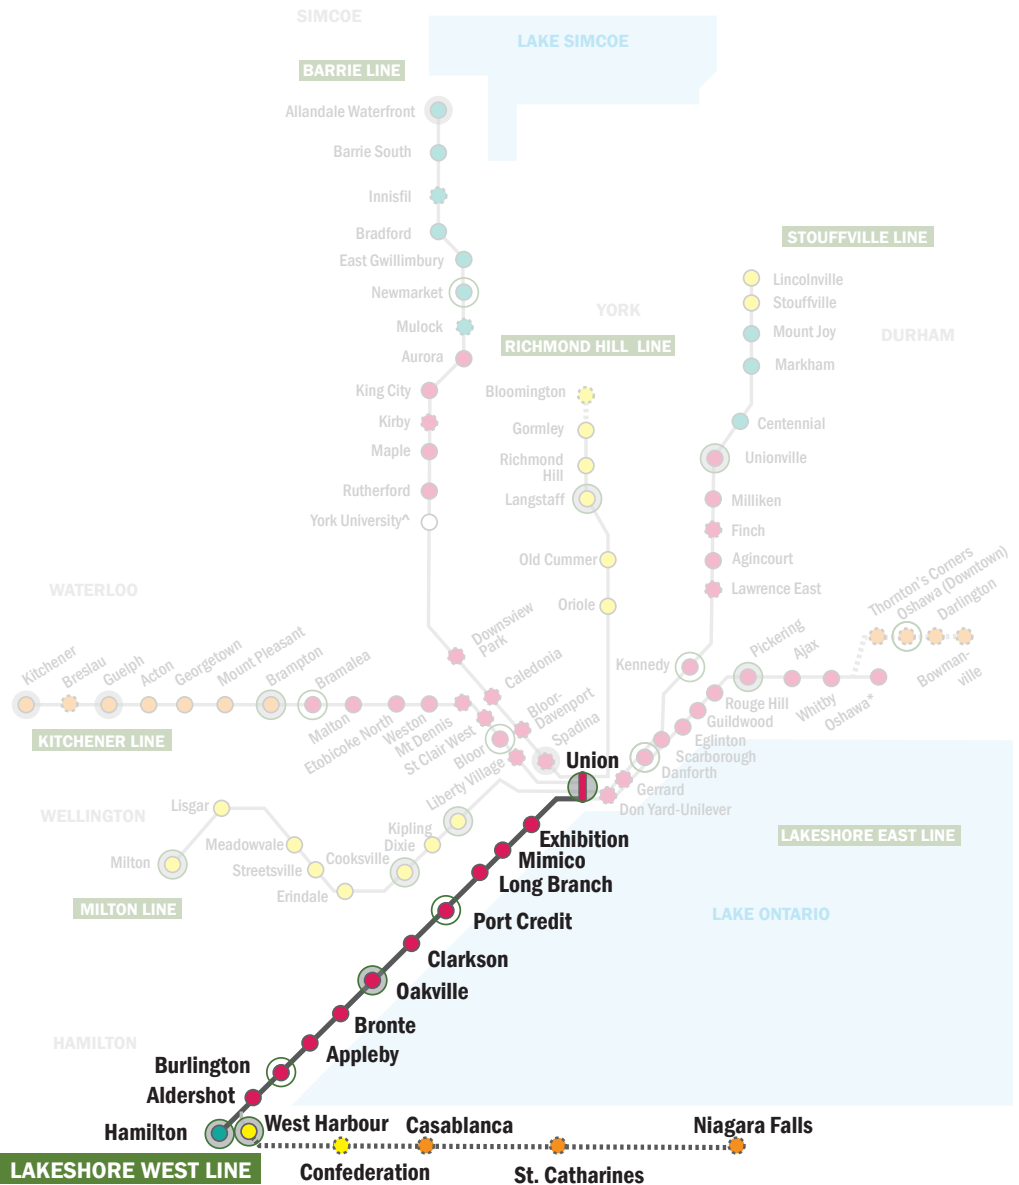 SIMCOE
LAKE SIMCOE
BARRIE LINE
Allandale Waterfront
Barrie South
Innisfil
Bradford
East Gwillimbury
Newmarket
Mulock
Aurora
King City
Kirby
Maple
Rutherford
York University^
Downsview
Park
Caledonia
Bloor-
Davenport
Spadina
YORK
RICHMOND HILL LINE
Bloomington
Gormley
Richmond
Hill
Langstaff
Old Cummer
Oriole
STOUFFVILLE LINE
Lincolnville
Stouffville
Mount Joy
Markham
Centennial
Unionville
Milliken
Finch
Agincourt
Lawrence East
Kennedy
DURHAM
Thornton's Corners
Oshawa (Downtown)
Darlington
Bowman-
ville
Pickering
Ajax
Whitby
Oshawa*
Rouge Hill
Guildwood
Eglinton
Scarborough
Danforth
Gerrard
Don Yard-Unilever
LAKESHORE EAST LINE
LAKE ONTARIO
WATERLOO
Kitchener
Breslau
Guelph
Acton
Georgetown
Mount Pleasant
Brampton
Bramalea
Malton
Etobicoke North
Weston
Mt Dennis
St Clair West
Bloor
Liberty Village
KITCHENER LINE
WELLINGTON
Lisgar
Milton
Meadowvale
Streetsville
Erindale
Cooksville
Dixie
Kipling
MILTON LINE
Union
Exhibition
Mimico
Long Branch
Port Credit
Clarkson
Oakville
Bronte
Appleby
HAMILTON
Burlington
Aldershot
Hamilton
West Harbour
Confederation
Casablanca
St. Catharines
Niagara Falls
LAKESHORE WEST LINE